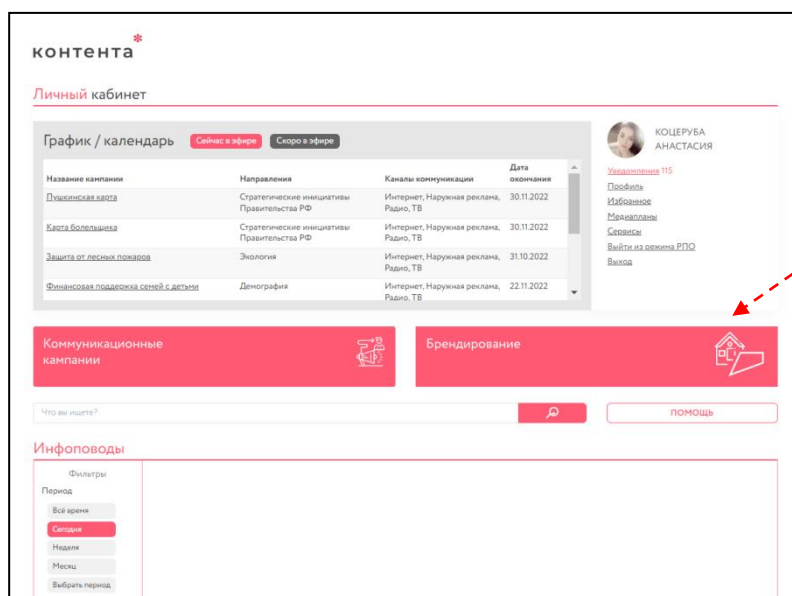 контента*
Личный кабинет
График / календарь Сейчас в эфире Скоро в эфире
Название кампании Направления Каналы коммуникации Дата окончания
Пушкинская карта Стратегические инициативы Интернет, Наружная реклама, 30.11.2022
Правительства РФ Радио, ТВ
Карта болельщика Стратегические инициативы Интернет, Наружная реклама, 30.11.2022
Правительства РФ Радио, ТВ
Защита от лесных пожаров Экология Интернет, Наружная реклама, 31.10.2022
Радио, ТВ
Финансовая поддержка семей с детьми Демография Интернет, Наружная реклама, 22.11.2022
Радио, ТВ
КОЦЕРУБА
АНАСТАСИЯ
Уведомления 115
Профиль
Избранное
Медиапланы
Сервисы
Выйти из режима РПО
Выход
Коммуникационные
кампании
Брендирование
Что вы ищете?
ПОМОЩЬ
Инфоповоды
Фильтры
Период
Всё время
Сегодня
Неделя
Месяц
Выбрать период